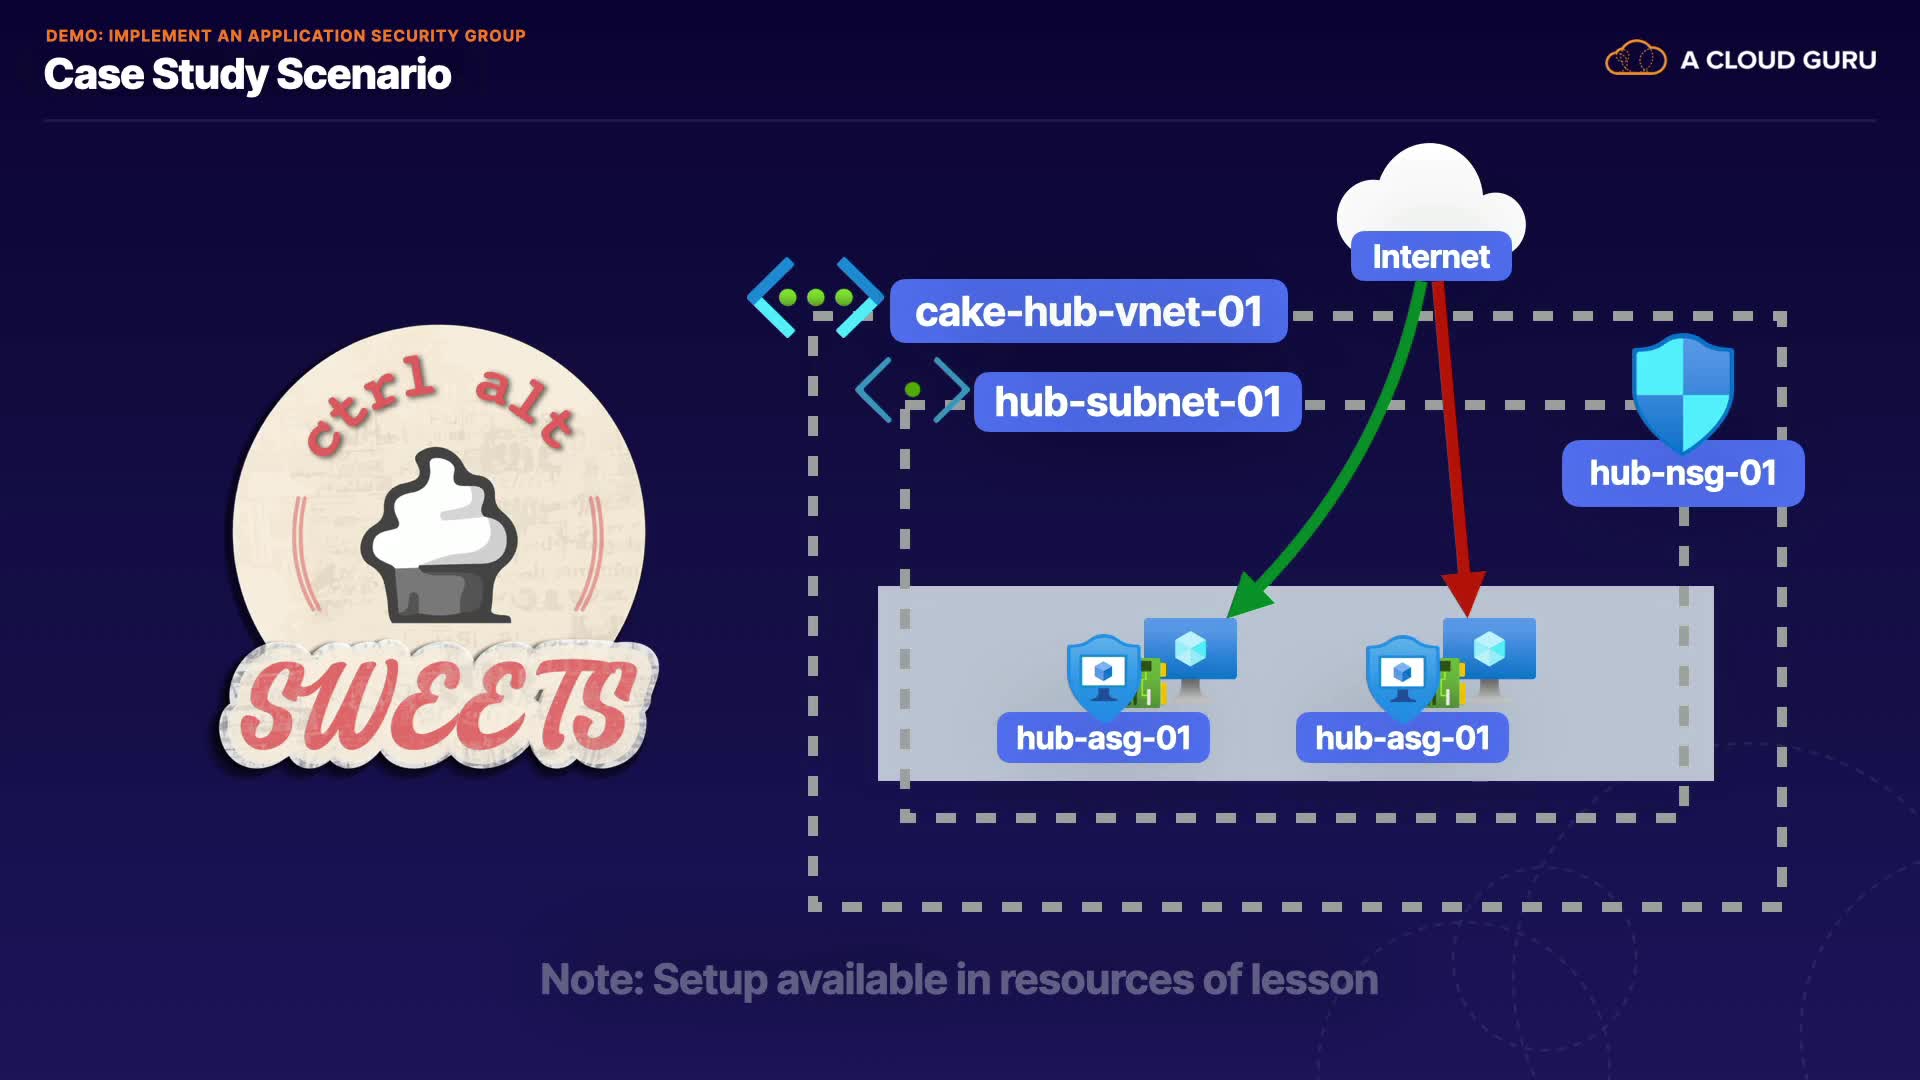 DEMO: IMPLEMENT AN APPLICATION SECURITY GROUP
Case Study Scenario
A CLOUD GURU
Internet
cake-hub-vnet-01
hub-subnet-01
hub-nsg-01
ctrl alt
SWEETS
hub-asg-01
hub-asg-01
Note: Setup available in resources of lesson